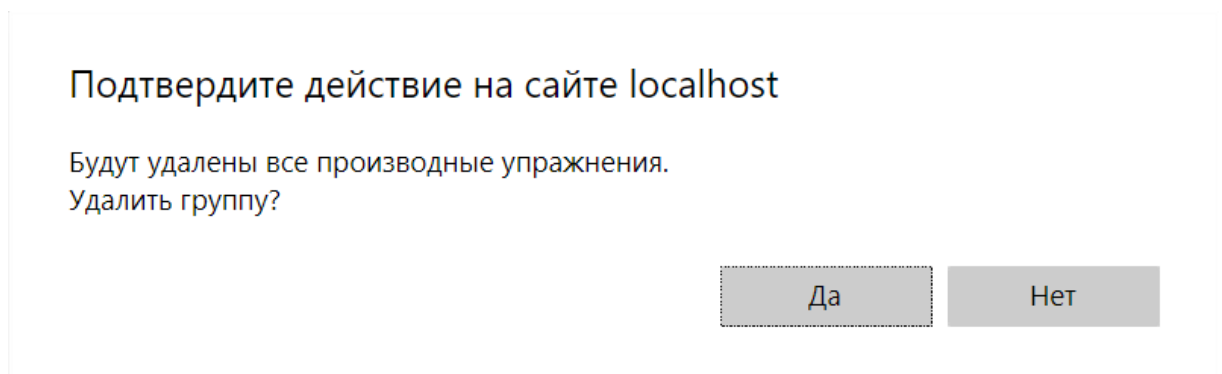 Подтвердите действие на сайте localhost
Будут удалены все производные упражнения.
Удалить группу?
Да
Нет